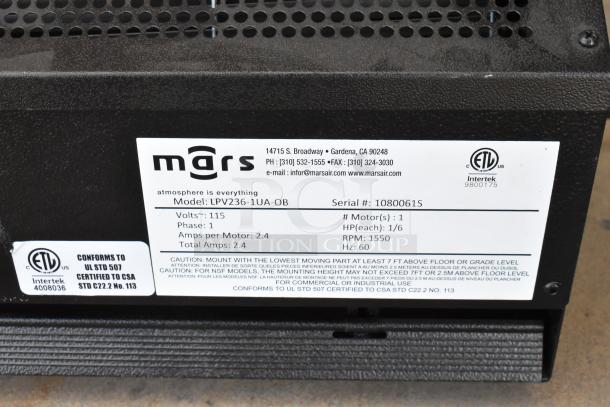 mars
14715 S. Broadway • Gardena, CA 90248
PH : [310] 532-1555 •FAX : [310] 324-3030
e-mail : infor@marsair.com www.marsair.com
C ETL US
Intertek
9800175
atmosphere is everything
Model: LPV236-1UA-OB Serial #: 1080061S
Volts~: 115 # Motor(s) : 1
Phase: 1 HP(each): 1/6
Amps per Motor: 2.4 RPM: 1550
Total Amps: 2.4 Hz: 60
CAUTION: MOUNT WITH THE LOWEST MOVING PART AT LEAST 7 FT ABOVE FLOOR OR GRADE LEVEL
CAUTION: FOR NSF MODELS, THE MOUNTING HEIGHT MAY NOT EXCEED 7FT OR 2.5M ABOVE FLOOR LEVEL
FOR COMMERCIAL OR INDUSTRIAL USE
CONFORMS TO UL STD 507 CERTIFIED TO CSA STD C22.2 NO. 113
C ETL US
Intertek
4008036
CONFORMS TO
UL STD 507
CERTIFIED TO CSA
STD C22.2 No. 113